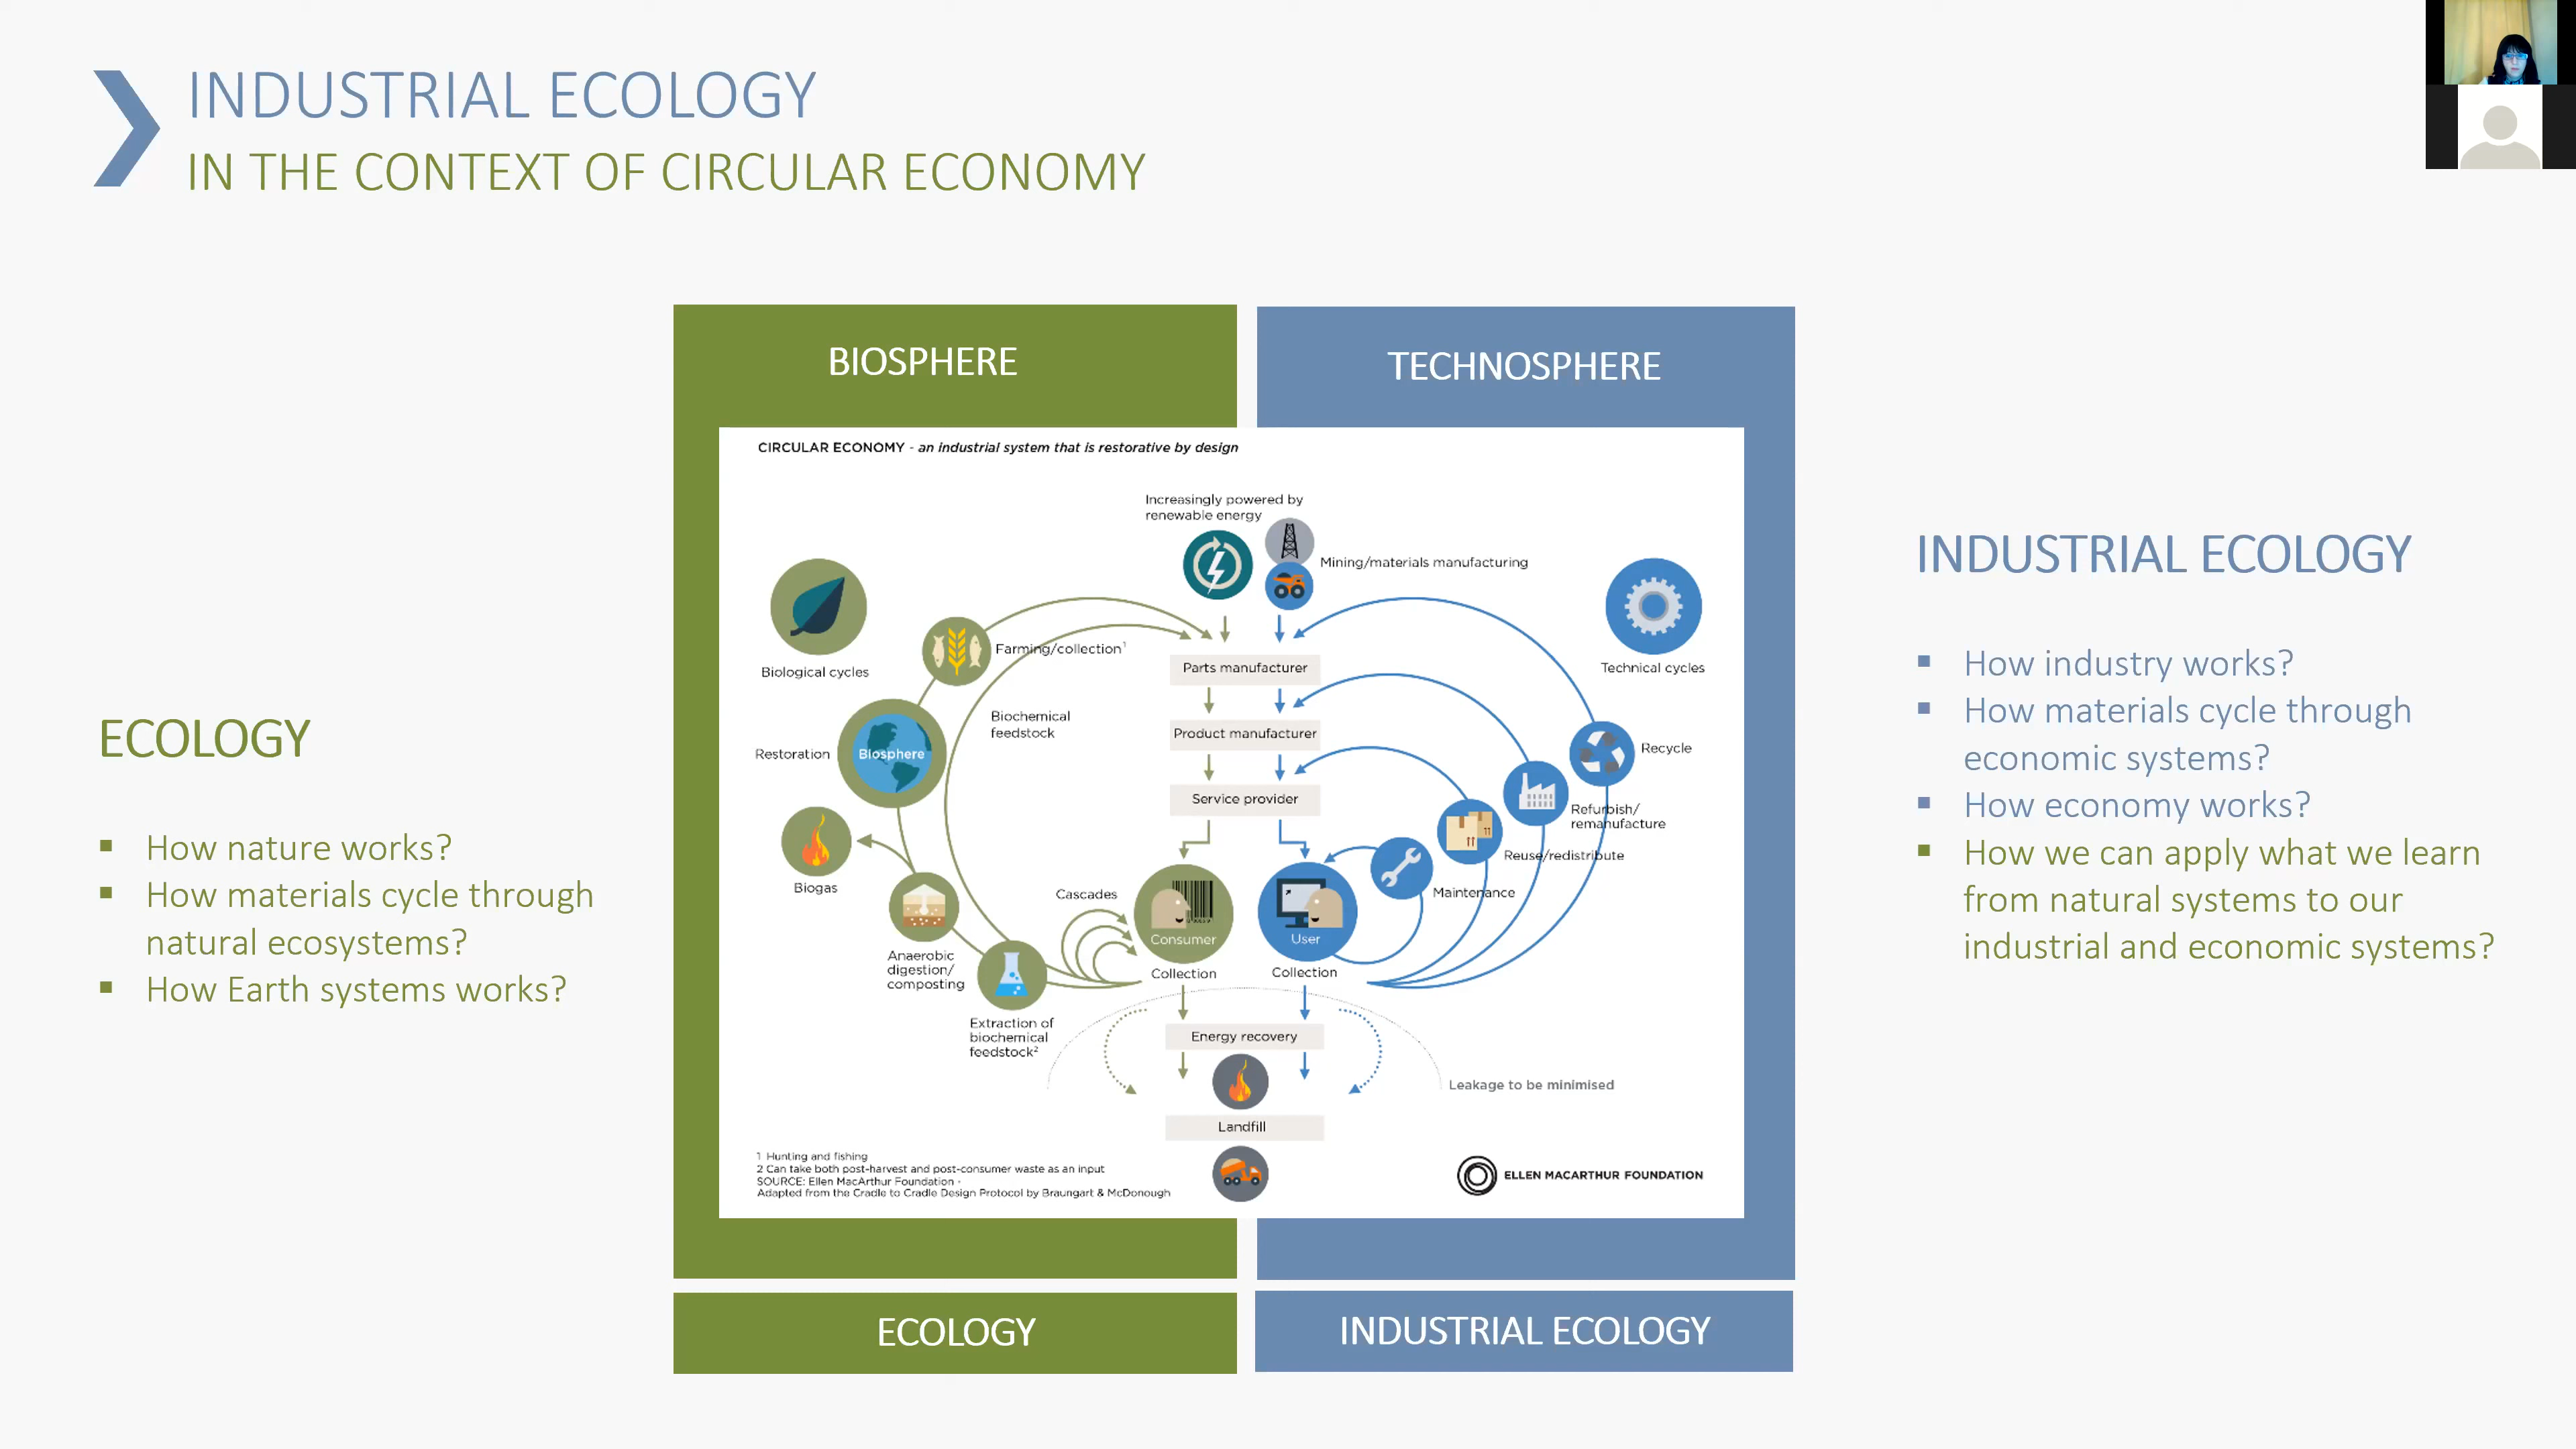 INDUSTRIAL ECOLOGY
IN THE CONTEXT OF CIRCULAR ECONOMY
ECOLOGY
How nature works?
How materials cycle through
natural ecosystems?
How Earth systems works?
BIOSPHERE
TECHNOSPHERE
CIRCULAR ECONOMY - an industrial system that is restorative by design
Increasingly powered by
renewable energy
Mining/materials manufacturing
Biological cycles
Farming/collection¹
Parts manufacturer
Technical cycles
Biochemical
feedstock
Product manufacturer
Restoration
Biosphere
Recycle
Service provider
Refurbish/
remanufacture
Reuse/redistribute
Biogas
Cascades
Maintenance
Consumer
User
Anaerobic
digestion/
composting
Collection
Collection
Extraction of
biochemical
feedstock²
Energy recovery
Leakage to be minimised
Landfill
1 Hunting and fishing
2 Can take both post-harvest and post-consumer waste as an input
SOURCE: Ellen MacArthur Foundation -
Adapted from the Cradle to Cradle Design Protocol by Braungart & McDonough
ELLEN MACARTHUR FOUNDATION
ECOLOGY
INDUSTRIAL ECOLOGY
INDUSTRIAL ECOLOGY
How industry works?
How materials cycle through
economic systems?
How economy works?
How we can apply what we learn
from natural systems to our
industrial and economic systems?